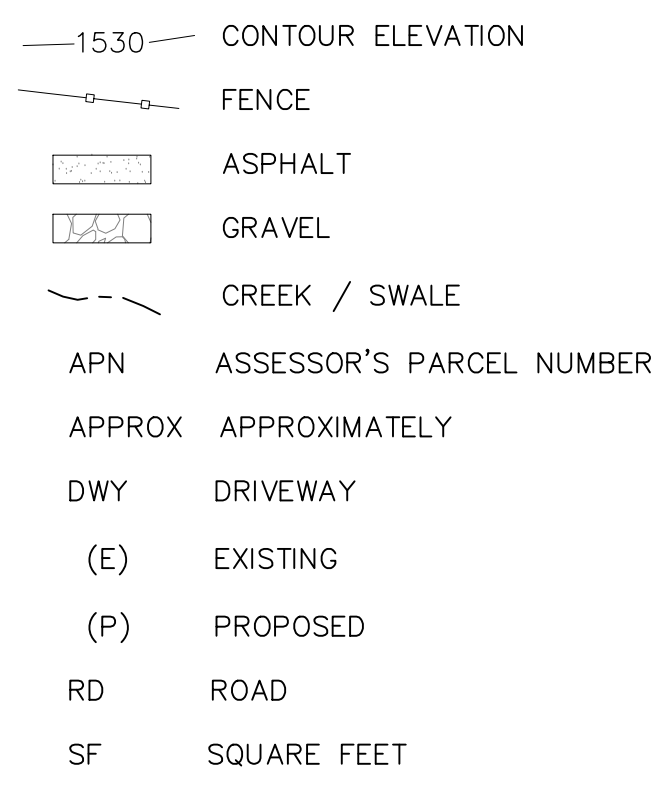 1530 CONTOUR ELEVATION
FENCE
ASPHALT
GRAVEL
CREEK / SWALE
APN ASSESSOR'S PARCEL NUMBER
APPROX APPROXIMATELY
DWY DRIVEWAY
(E) EXISTING
(P) PROPOSED
RD ROAD
SF SQUARE FEET